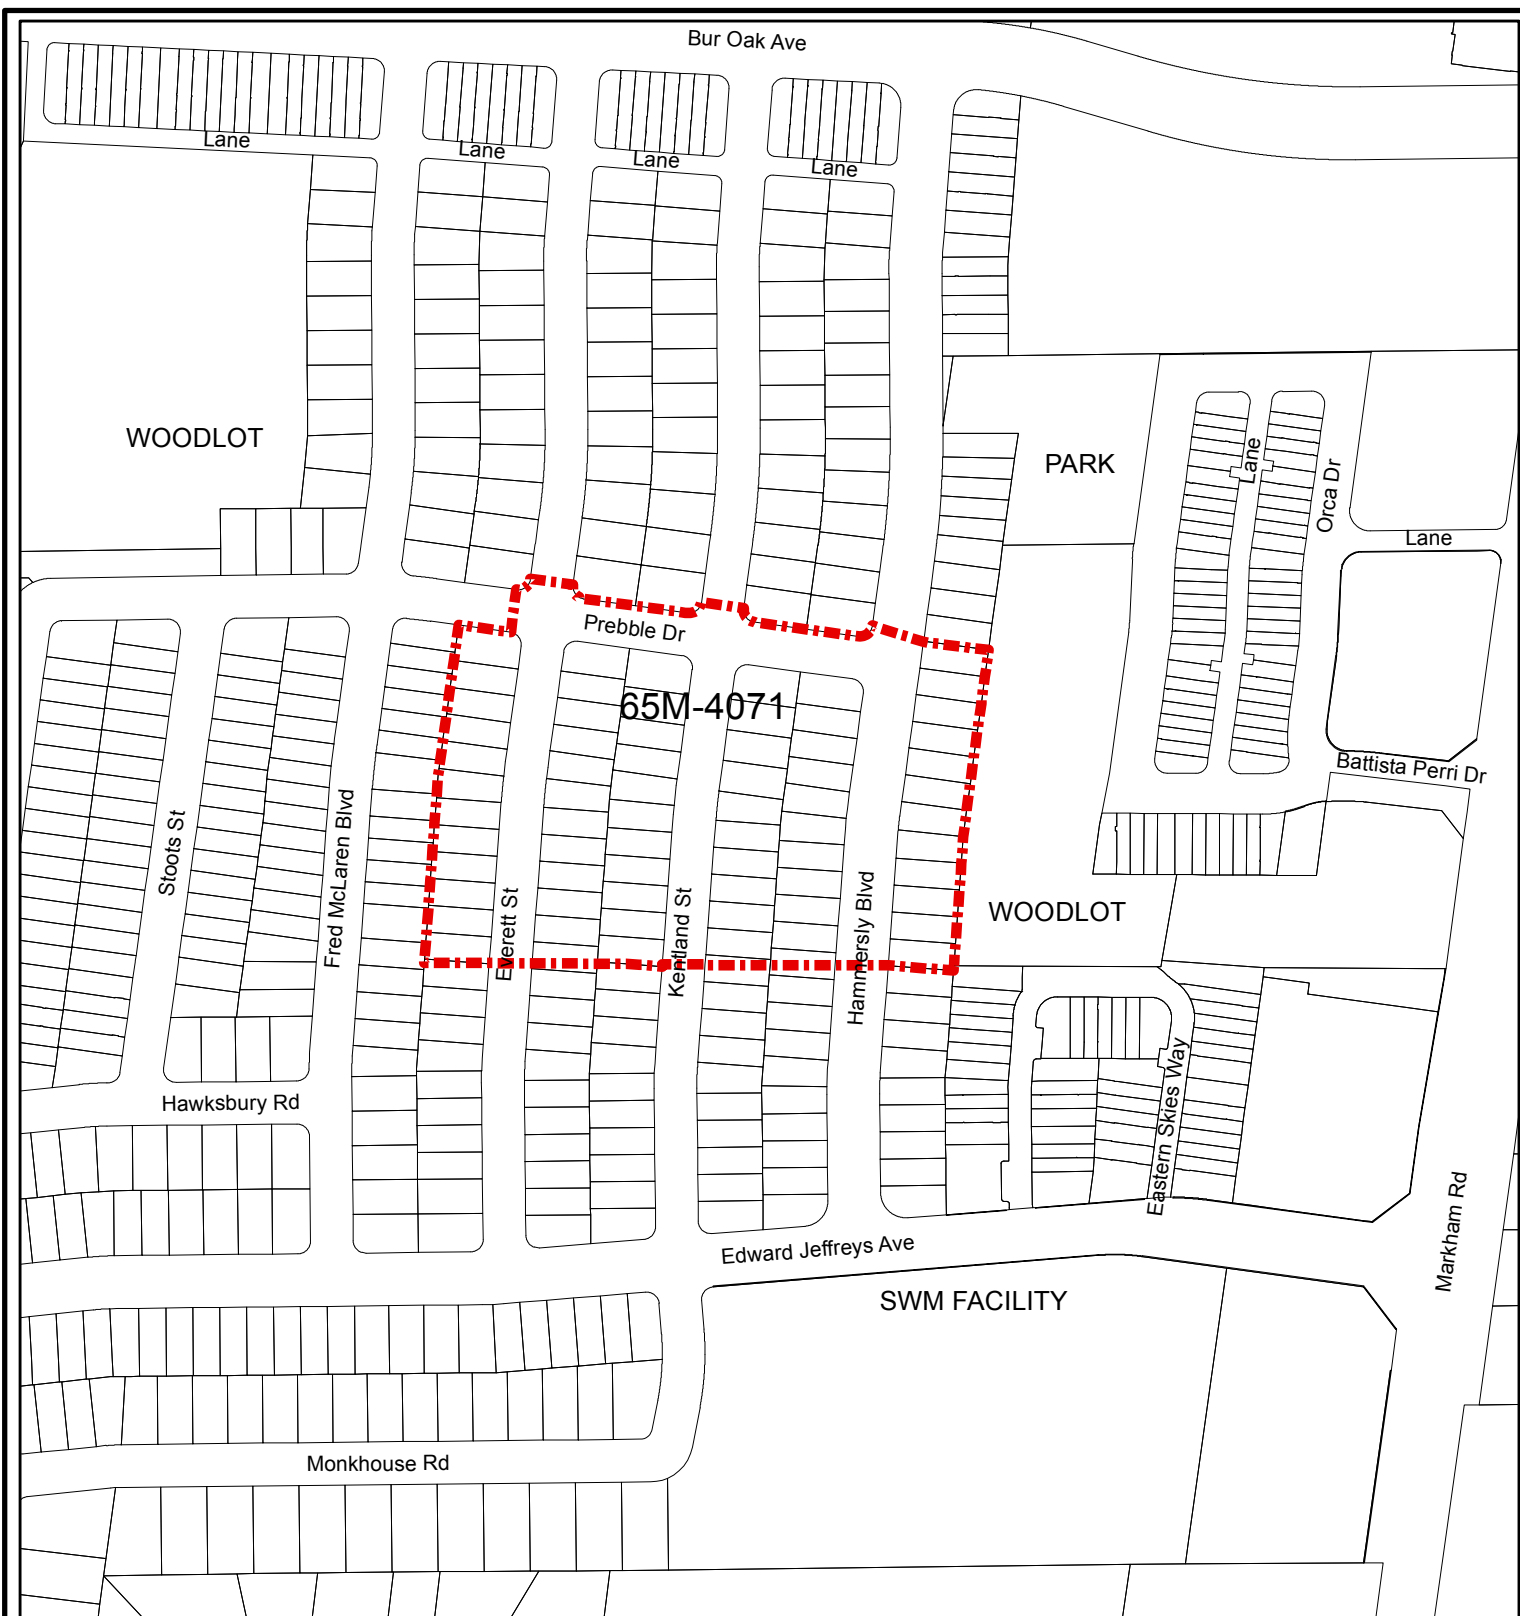 Bur Oak Ave
Lane
Lane
Lane
Lane
WOODLOT
PARK
Lane
Orca Dr
Lane
Prebble Dr
65M-4071
Battista Perri Dr
Stoots St
Fred McLaren Blvd
Everett St
Kentland St
Hammersly Blvd
WOODLOT
Hawksbury Rd
Eastern Skies Way
Markham Rd
Edward Jeffreys Ave
SWM FACILITY
Monkhouse Rd